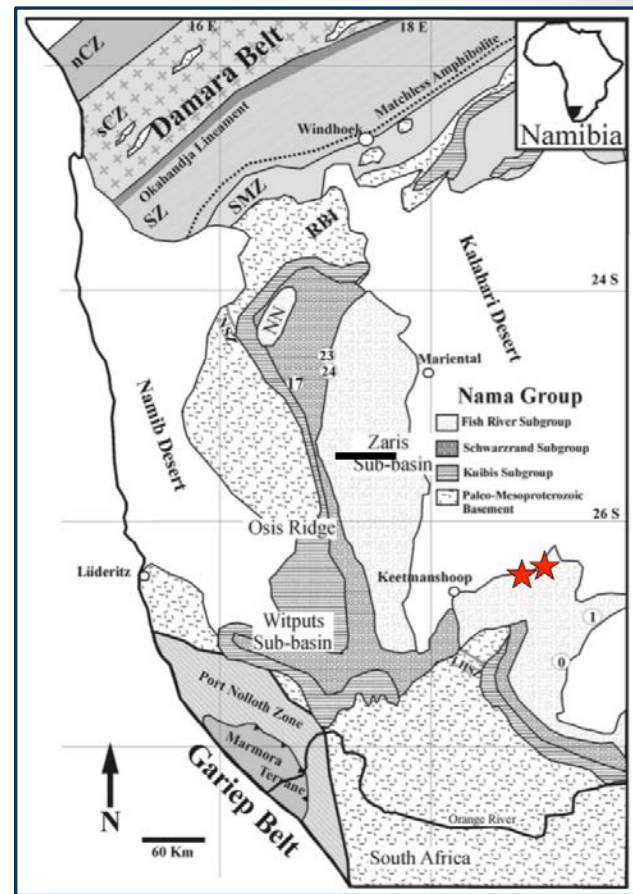 16 E
18 E
nCZ
Damara Belt
sCZ
Okahandja Lineament
Matchless Amphibolite
Windhoek
SZ
SMZ
Namibia
RBI
Kalahari Desert
24 S
NN
NSZ
23
24
17
Mariental
Nama Group
Fish River Subgroup
Schwarzrand Subgroup
Kuibis Subgroup
Paleo-Mesoproterozoic
Basement
Namib Desert
Zaris
Sub-basin
Osis Ridge
26 S
Keetmanshoop
Lüderitz
Witputs
Sub-basin
1
0
LHSZ
Port Nolloth Zone
Marmora
Terrane
Gariep Belt
N
60 Km
Orange River
South Africa